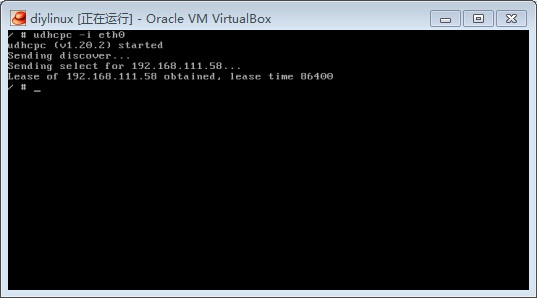 diylinux [正在运行] - Oracle VM VirtualBox
/ # udhcpc -i eth0
udhcpc (v1.20.2) started
Sending discover...
Sending select for 192.168.111.58...
Lease of 192.168.111.58 obtained, lease time 86400
/ # _